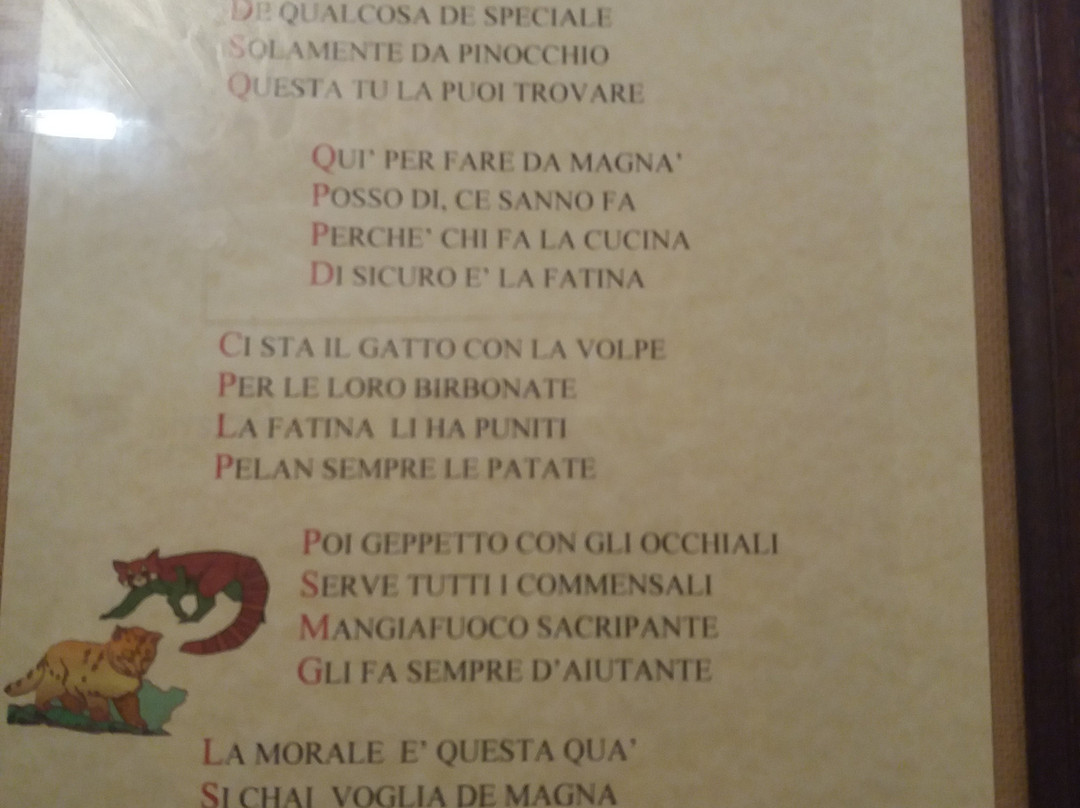 DE QUALCOSA DE SPECIALE
SOLAMENTE DA PINOCCHIO
QUESTA TU LA PUOI TROVARE
QUI' PER FARE DA MAGNA'
POSSO DI, CE SANNO FA
PERCHE' CHI FA LA CUCINA
DI SICURO E' LA FATINA
CI STA IL GATTO CON LA VOLPE
PER LE LORO BIRBONATE
LA FATINA LI HA PUNITI
PELAN SEMPRE LE PATATE
POI GEPPETTO CON GLI OCCHIALI
SERVE TUTTI I COMMENSALI
MANGIAFUOCO SACRIPANTE
GLI FA SEMPRE D'AIUTANTE
LA MORALE E' QUESTA QUA'
SI CHAI VOGLIA DE MAGNA